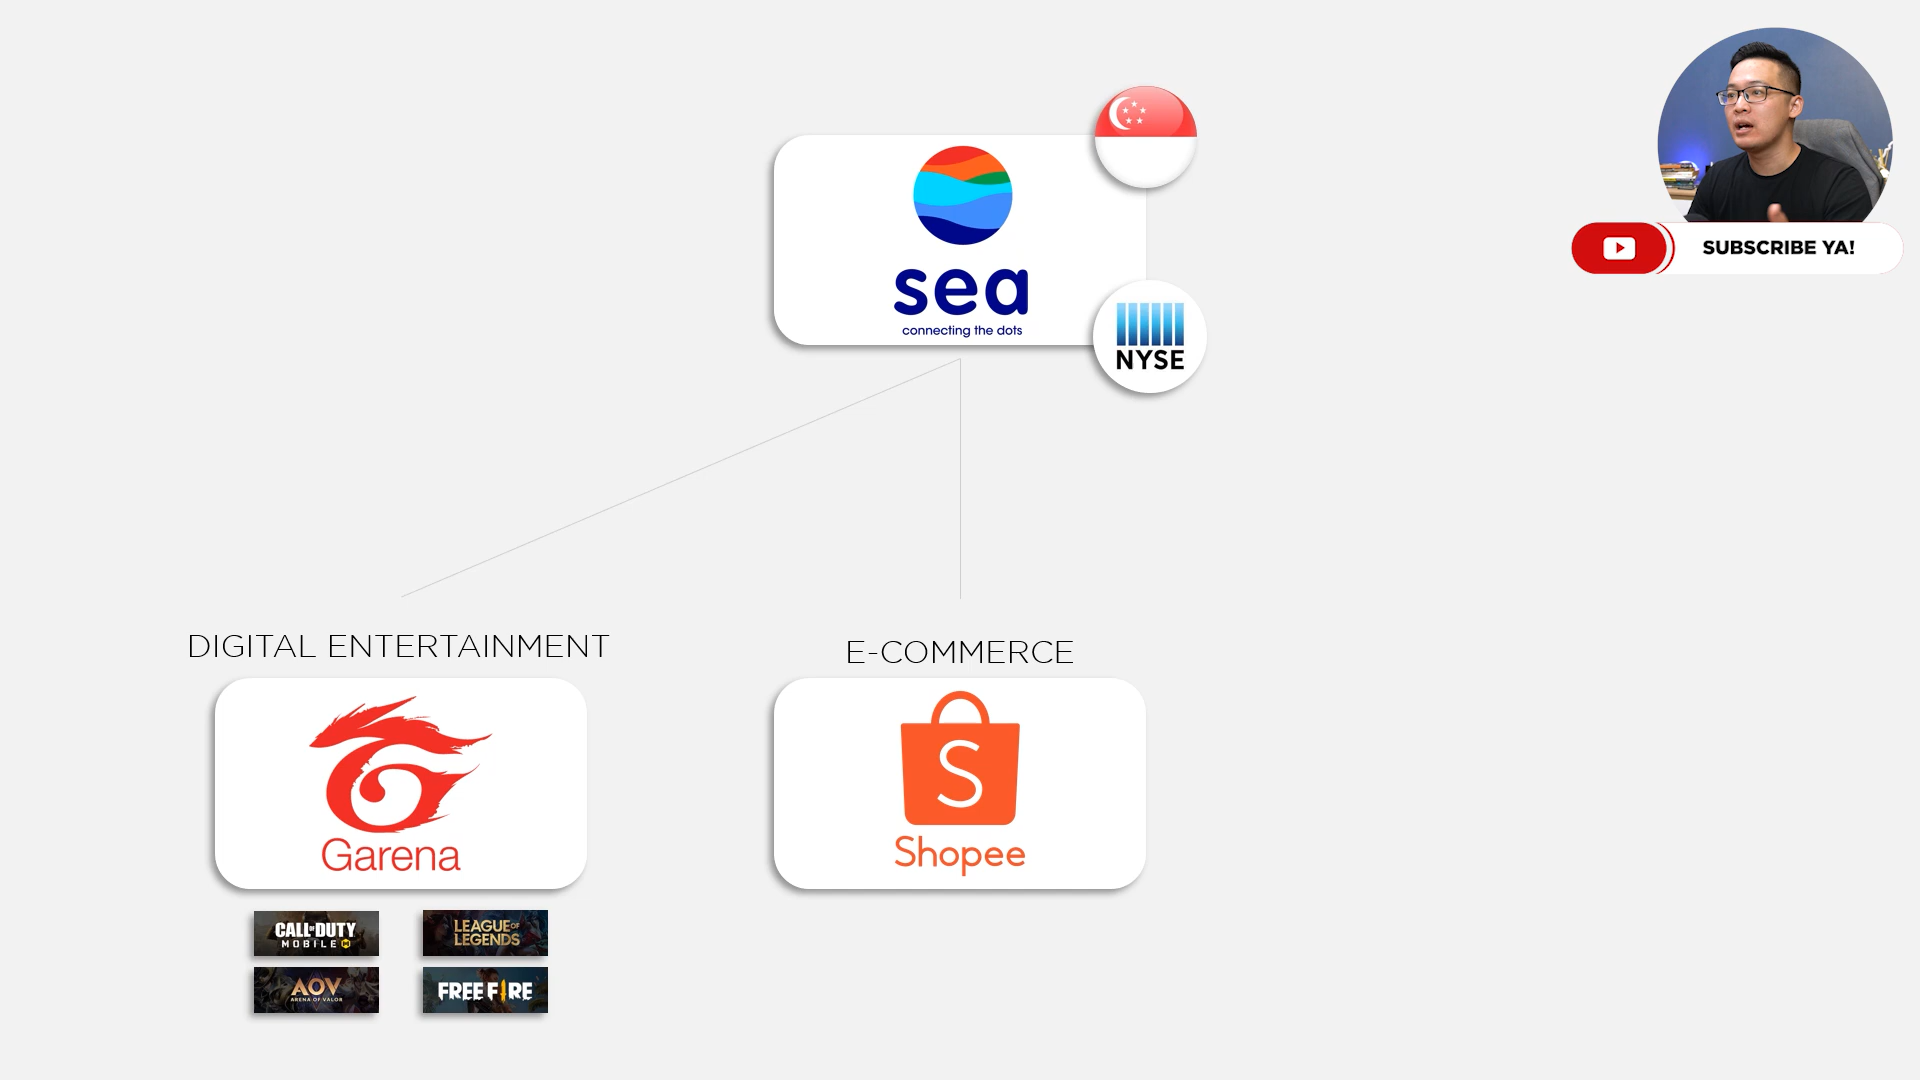 sea
connecting the dots
NYSE
SUBSCRIBE YA!
DIGITAL ENTERTAINMENT
E-COMMERCE
Garena
S
Shopee
CALL OF DUTY
MOBILE
LEAGUE OF
LEGENDS
AOV
ARENA OF VALOR
FREE FIRE